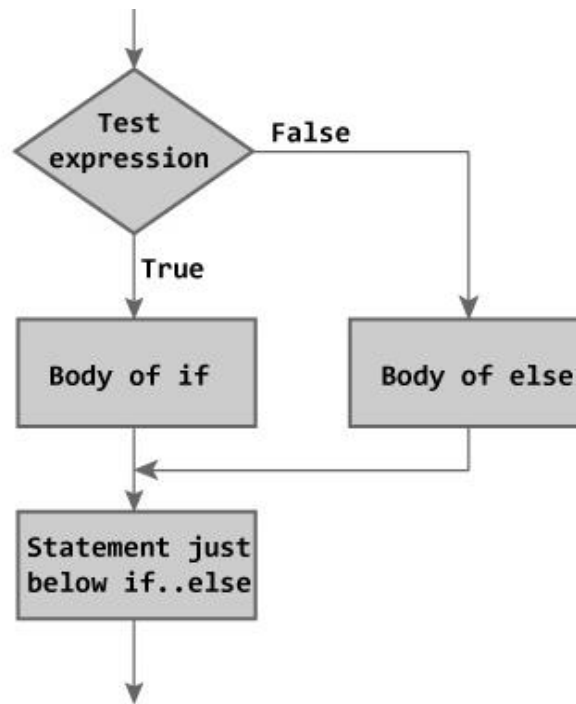 Test
expression
False
True
Body of if
Body of else
Statement just
below if..else